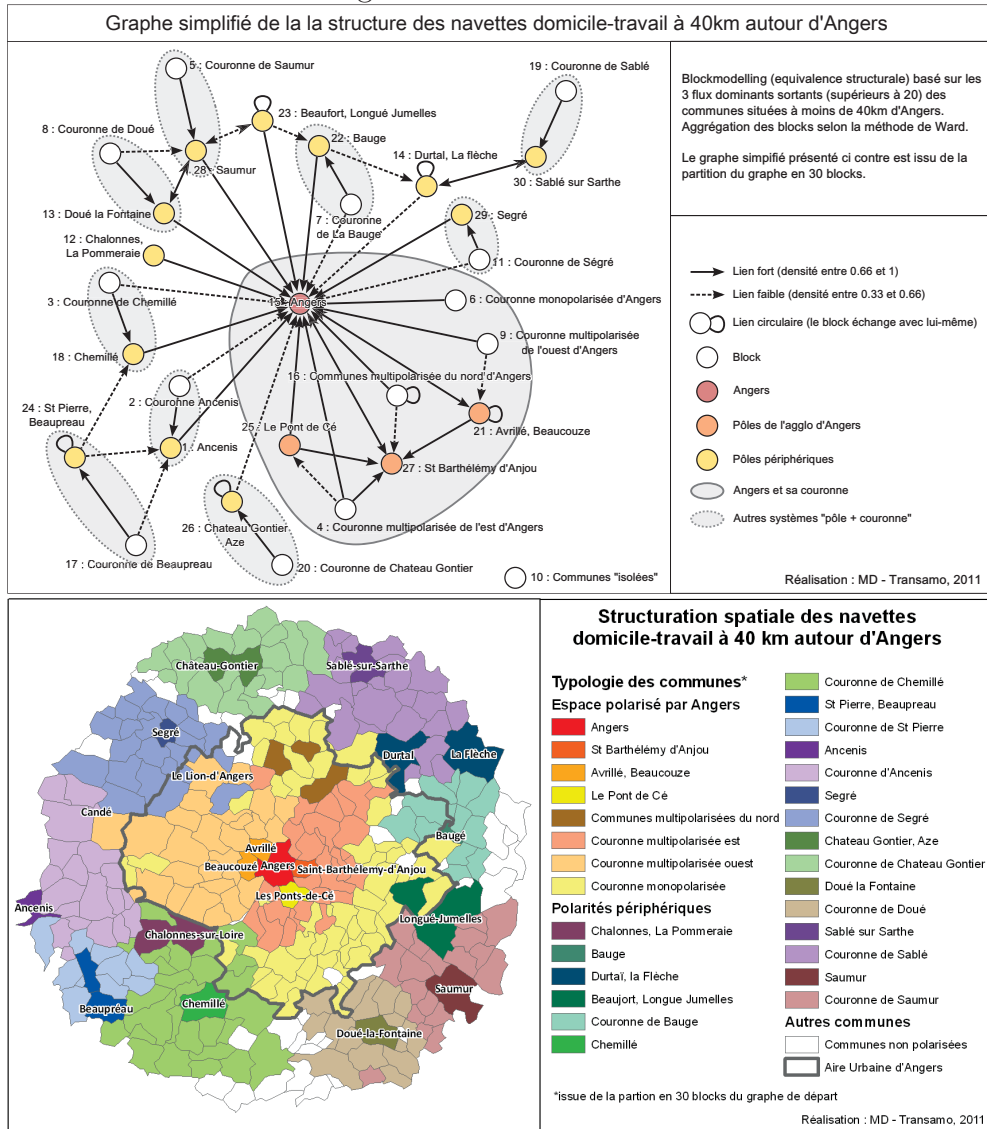 Graphe simplifié de la la structure des navettes domicile-travail à 40km autour d'Angers
5 : Couronne de Saumur
19 : Couronne de Sablé
23 : Beaufort, Longué Jumelles
8 : Couronne de Doué
22 : Bauge
14 : Durtal, La flèche
28 : Saumur
30 : Sablé sur Sarthe
13 : Doué la Fontaine
7 : Couronne
de La Bauge
29 : Segré
12 : Chalonnes,
La Pommeraie
11 : Couronne de Ségré
3 : Couronne de Chemillé
15 : Angers
6 : Couronne monopolarisée d'Angers
9 : Couronne multipolarisée
de l'ouest d'Angers
18 : Chemillé
16 : Communes multipolarisée du nord d'Angers
2 : Couronne Ancenis
24 : St Pierre,
Beaupreau
25 : Le Pont de Cé
21 : Avrillé, Beaucouze
1 : Ancenis
27 : St Barthélémy d'Anjou
26 : Chateau Gontier
Aze
4 : Couronne multipolarisée de l'est d'Angers
17 : Couronne de Beaupreau
20 : Couronne de Chateau Gontier
10 : Communes "isolées"
Blockmodelling (equivalence structurale) basé sur les
3 flux dominants sortants (supérieurs à 20) des
communes situées à moins de 40km d'Angers.
Aggrégation des blocks selon la méthode de Ward.
Le graphe simplifié présenté ci contre est issu de la
partition du graphe en 30 blocks.
Lien fort (densité entre 0.66 et 1)
Lien faible (densité entre 0.33 et 0.66)
Lien circulaire (le block échange avec lui-même)
Block
Angers
Pôles de l'agglo d'Angers
Pôles périphériques
Angers et sa couronne
Autres systèmes "pôle + couronne"
Réalisation : MD - Transamo, 2011
Château-Gontier
Sablé-sur-Sarthe
Segré
Durtal
La Flèche
Le Lion-d'Angers
Candé
Baugé
Avrillé
Beaucouzé
Angers
Saint-Barthélemy-d'Anjou
Les Ponts-de-Cé
Ancenis
Longué-Jumelles
Chalonnes-sur-Loire
Saumur
Chemillé
Beaupréau
Doué-la-Fontaine
Structuration spatiale des navettes
domicile-travail à 40 km autour d'Angers
Typologie des communes*
Espace polarisé par Angers
Angers
St Barthélémy d'Anjou
Avrillé, Beaucouze
Le Pont de Cé
Communes multipolarisées du nord
Couronne multipolarisée est
Couronne multipolarisée ouest
Couronne monopolarisée
Polarités périphériques
Chalonnes, La Pommeraie
Bauge
Durtaï, la Flèche
Beaujort, Longue Jumelles
Couronne de Bauge
Chemillé
Couronne de Chemillé
St Pierre, Beaupreau
Couronne de St Pierre
Ancenis
Couronne d'Ancenis
Segré
Couronne de Segré
Chateau Gontier, Aze
Couronne de Chateau Gontier
Doué la Fontaine
Couronne de Doué
Sablé sur Sarthe
Couronne de Sablé
Saumur
Couronne de Saumur
Autres communes
Communes non polarisées
Aire Urbaine d'Angers
*issue de la partion en 30 blocks du graphe de départ
Réalisation : MD - Transamo, 2011